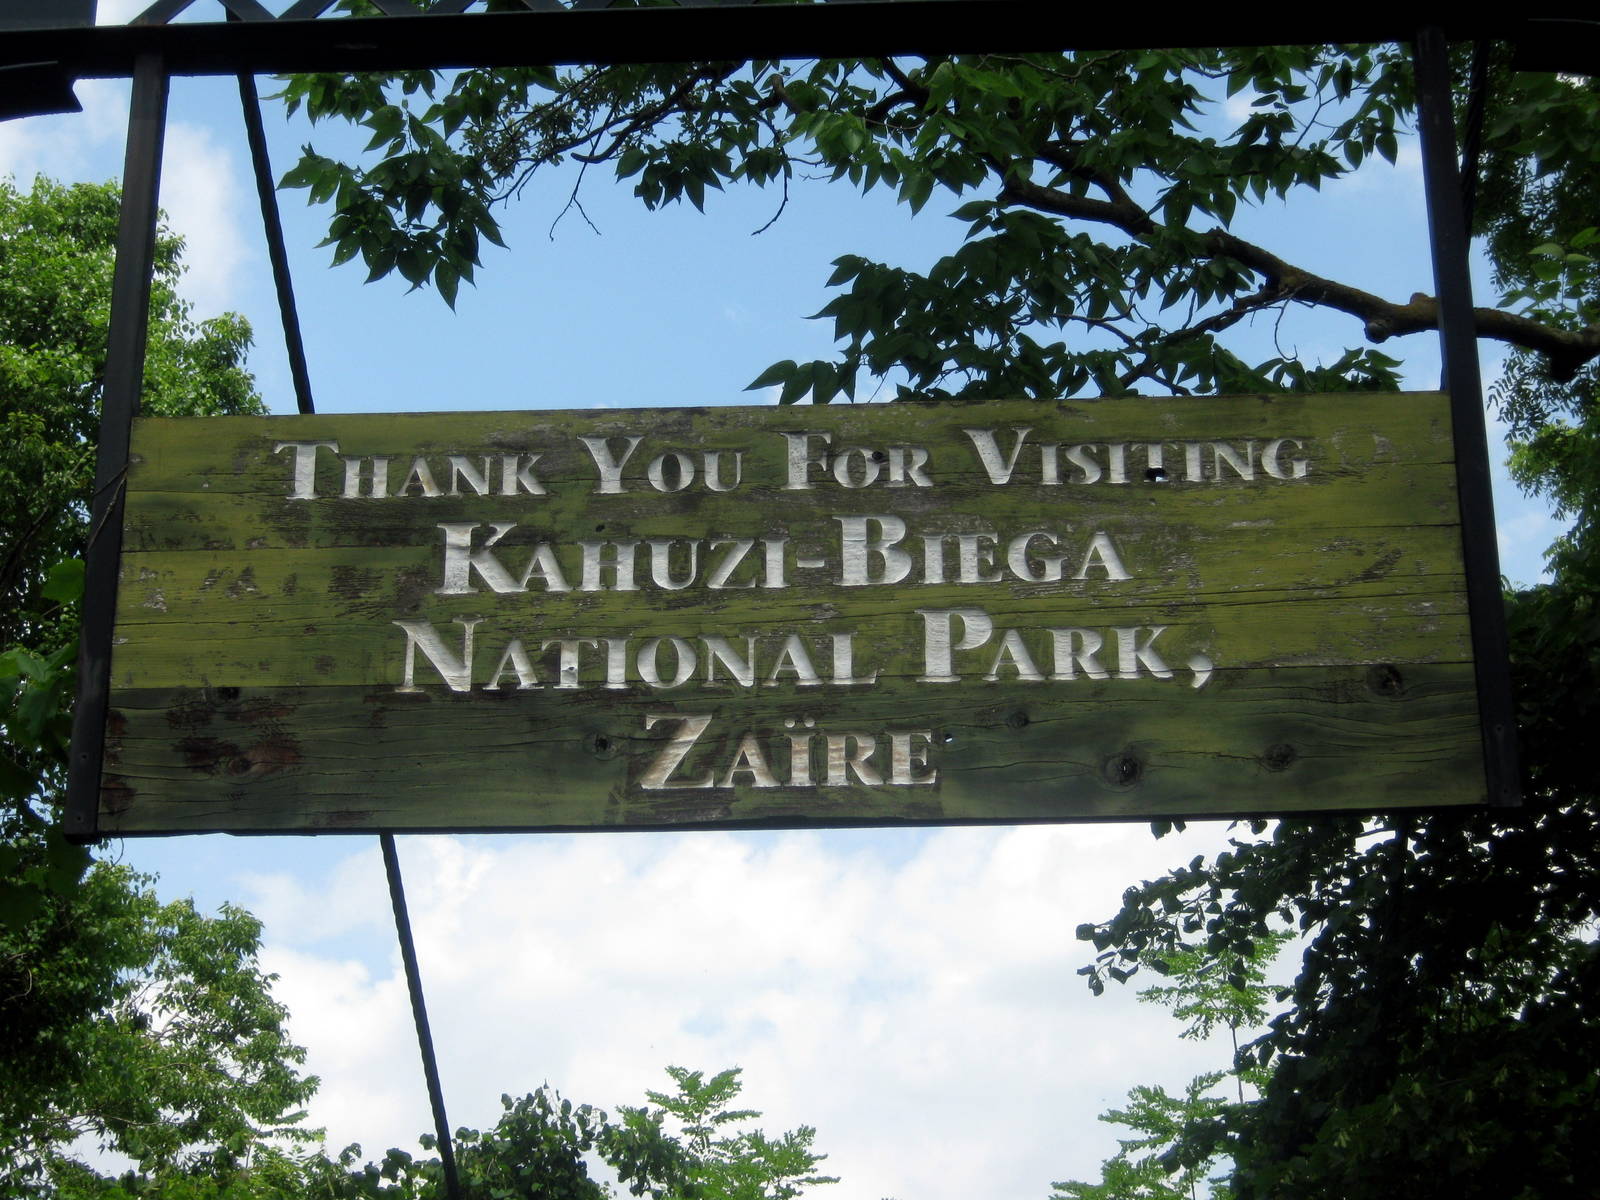 Thank You For Visiting
Kahuzi-Biega
National Park,
Zaïre